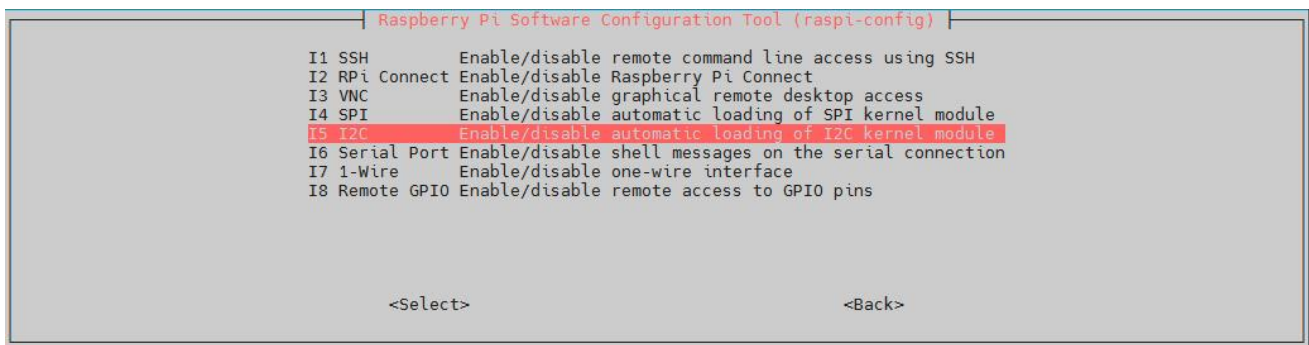 Raspberry Pi Software Configuration Tool (raspi-config)
I1 SSH Enable/disable remote command line access using SSH
I2 RPi Connect Enable/disable Raspberry Pi Connect
I3 VNC Enable/disable graphical remote desktop access
I4 SPI Enable/disable automatic loading of SPI kernel module
I5 I2C Enable/disable automatic loading of I2C kernel module
I6 Serial Port Enable/disable shell messages on the serial connection
I7 1-Wire Enable/disable one-wire interface
I8 Remote GPIO Enable/disable remote access to GPIO pins
<Select> <Back>